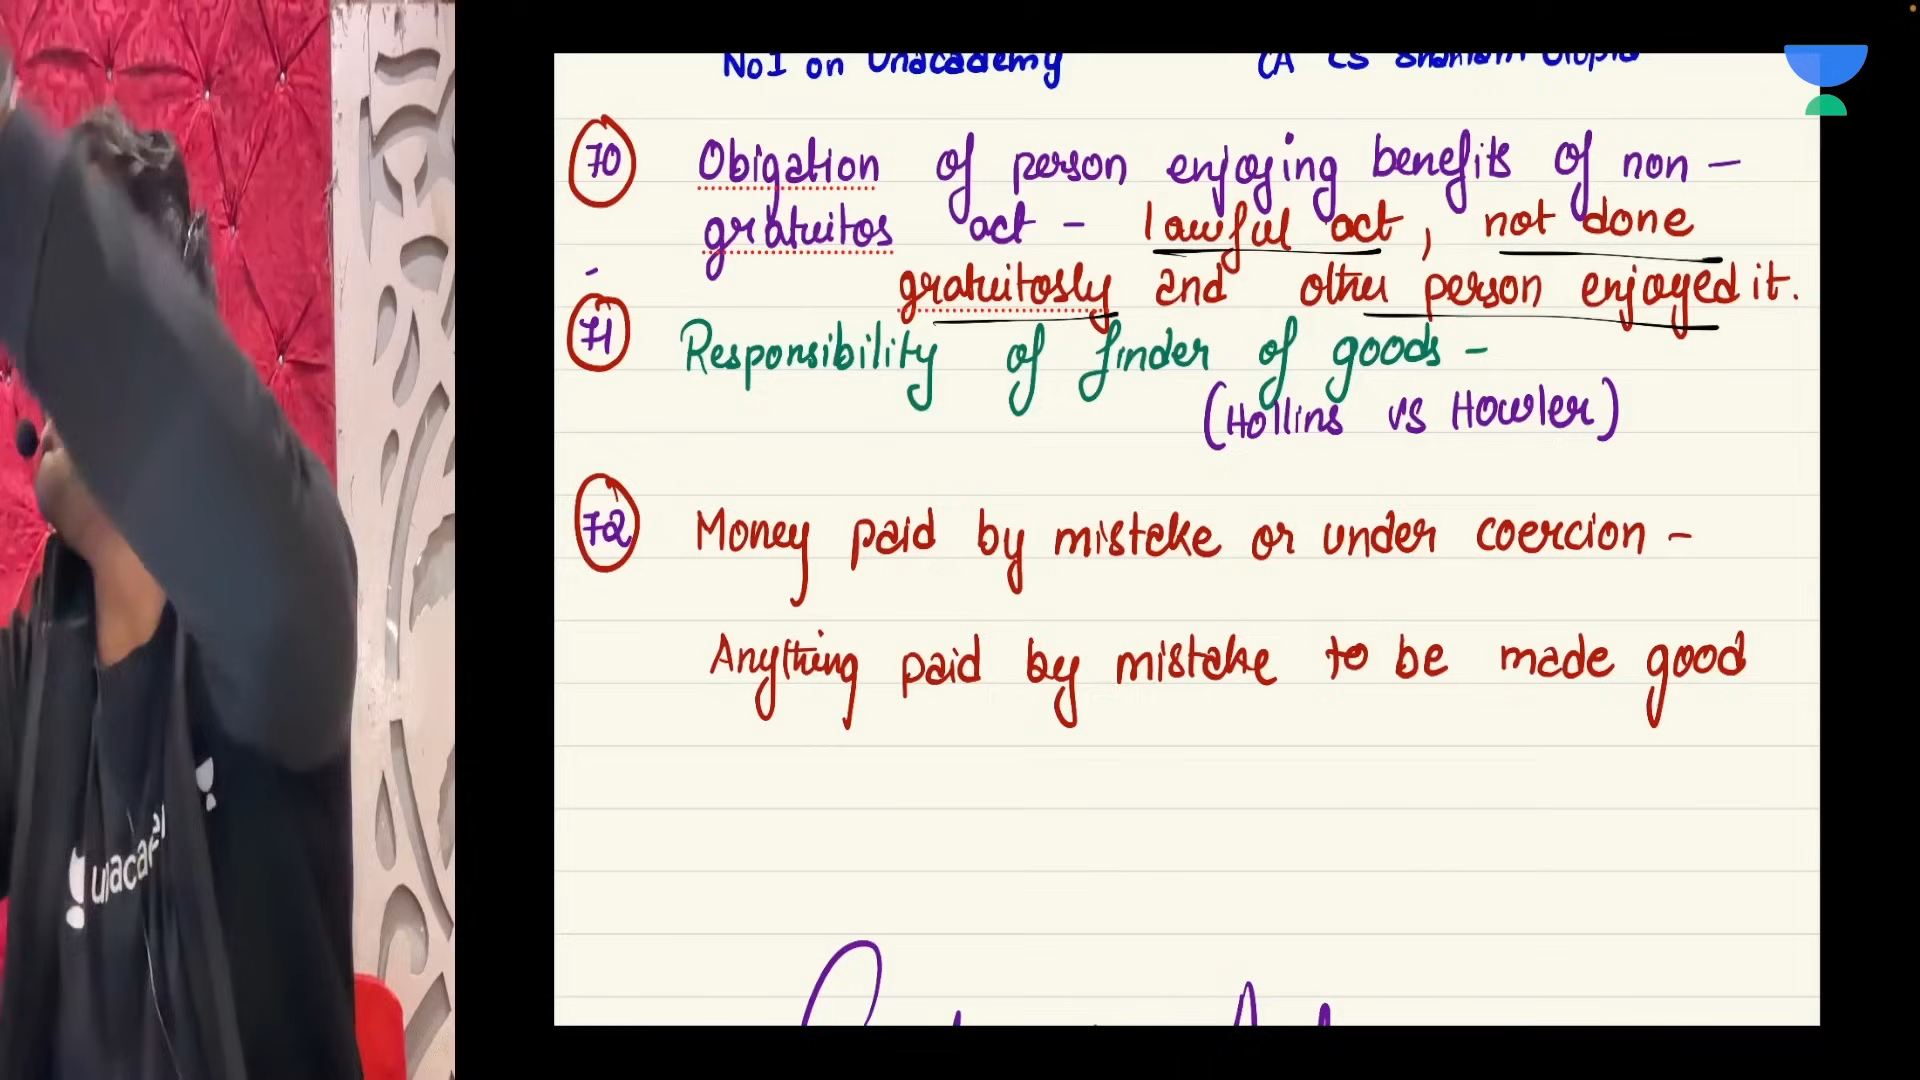 No1 on Unacademy CA CS
70 Obigation of person enjoying benefits of non -
gratuitos act - lawful act, not done
gratuitosly and other person enjoyed it.
71 Responsibility of finder of goods -
(Hollins vs Howler)
72 Money paid by misteke or under coercion -
Anything paid by mistake to be made good